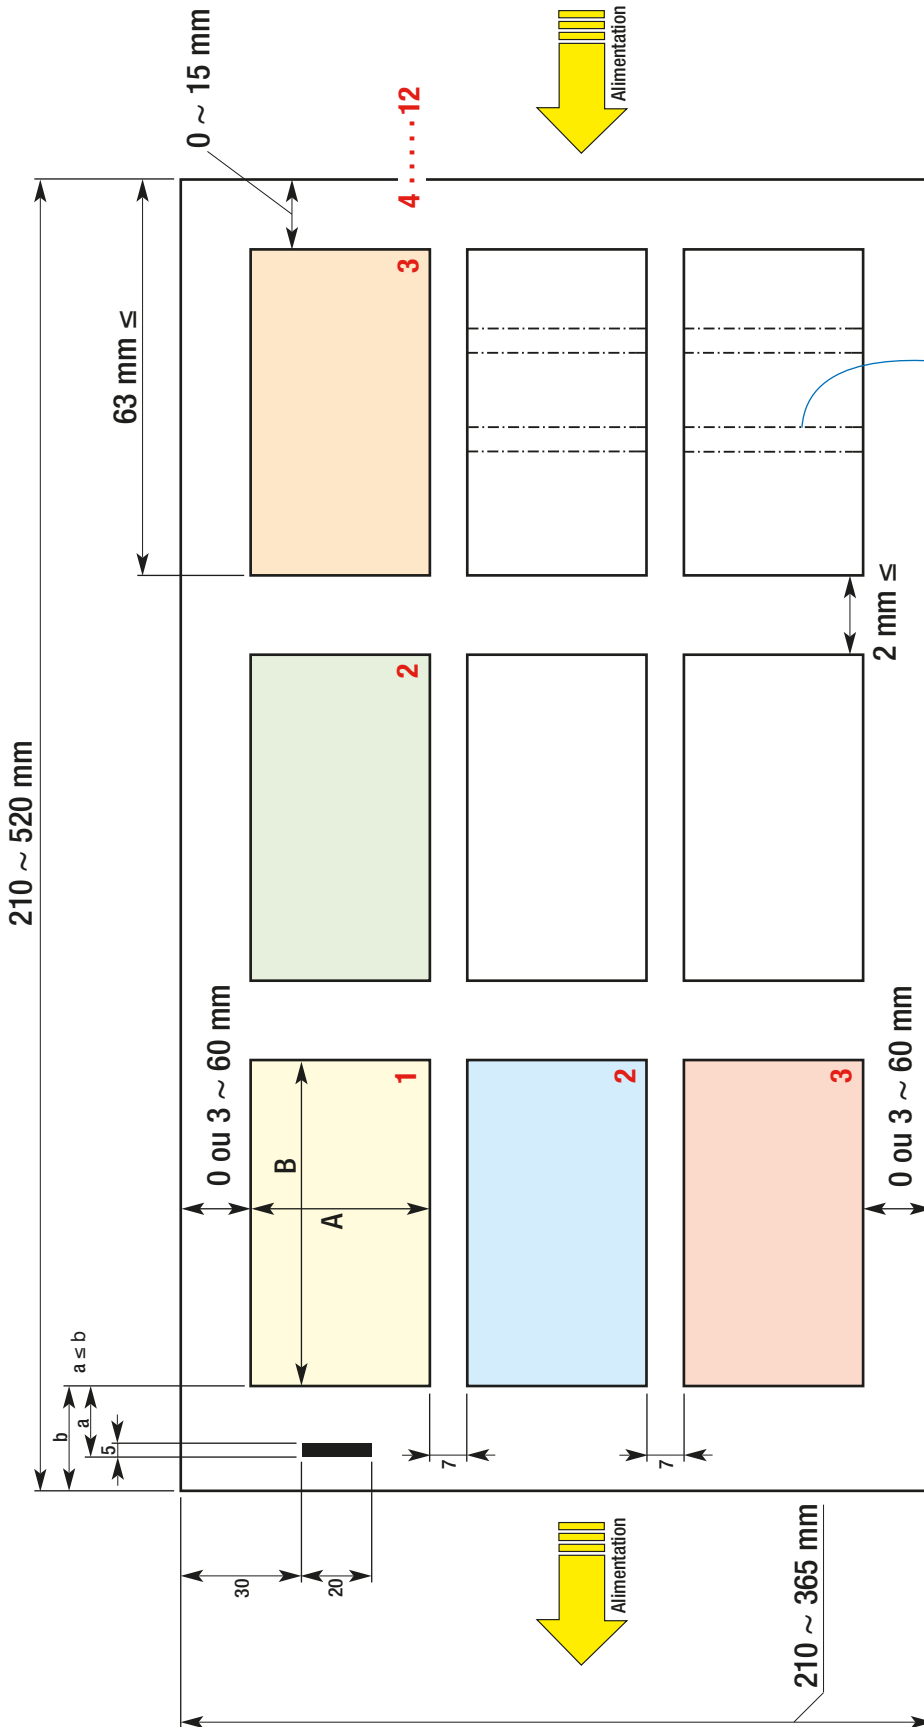 210 ~ 520 mm
b
a
a ≤ b
5
63 mm ≤
0 ~ 15 mm
0 ou 3 ~ 60 mm
30
20
B
A
1
2
3
4 ......12
7
2
7
3
0 ou 3 ~ 60 mm
2 mm ≤
Alimentation
Alimentation
210 ~ 365 mm